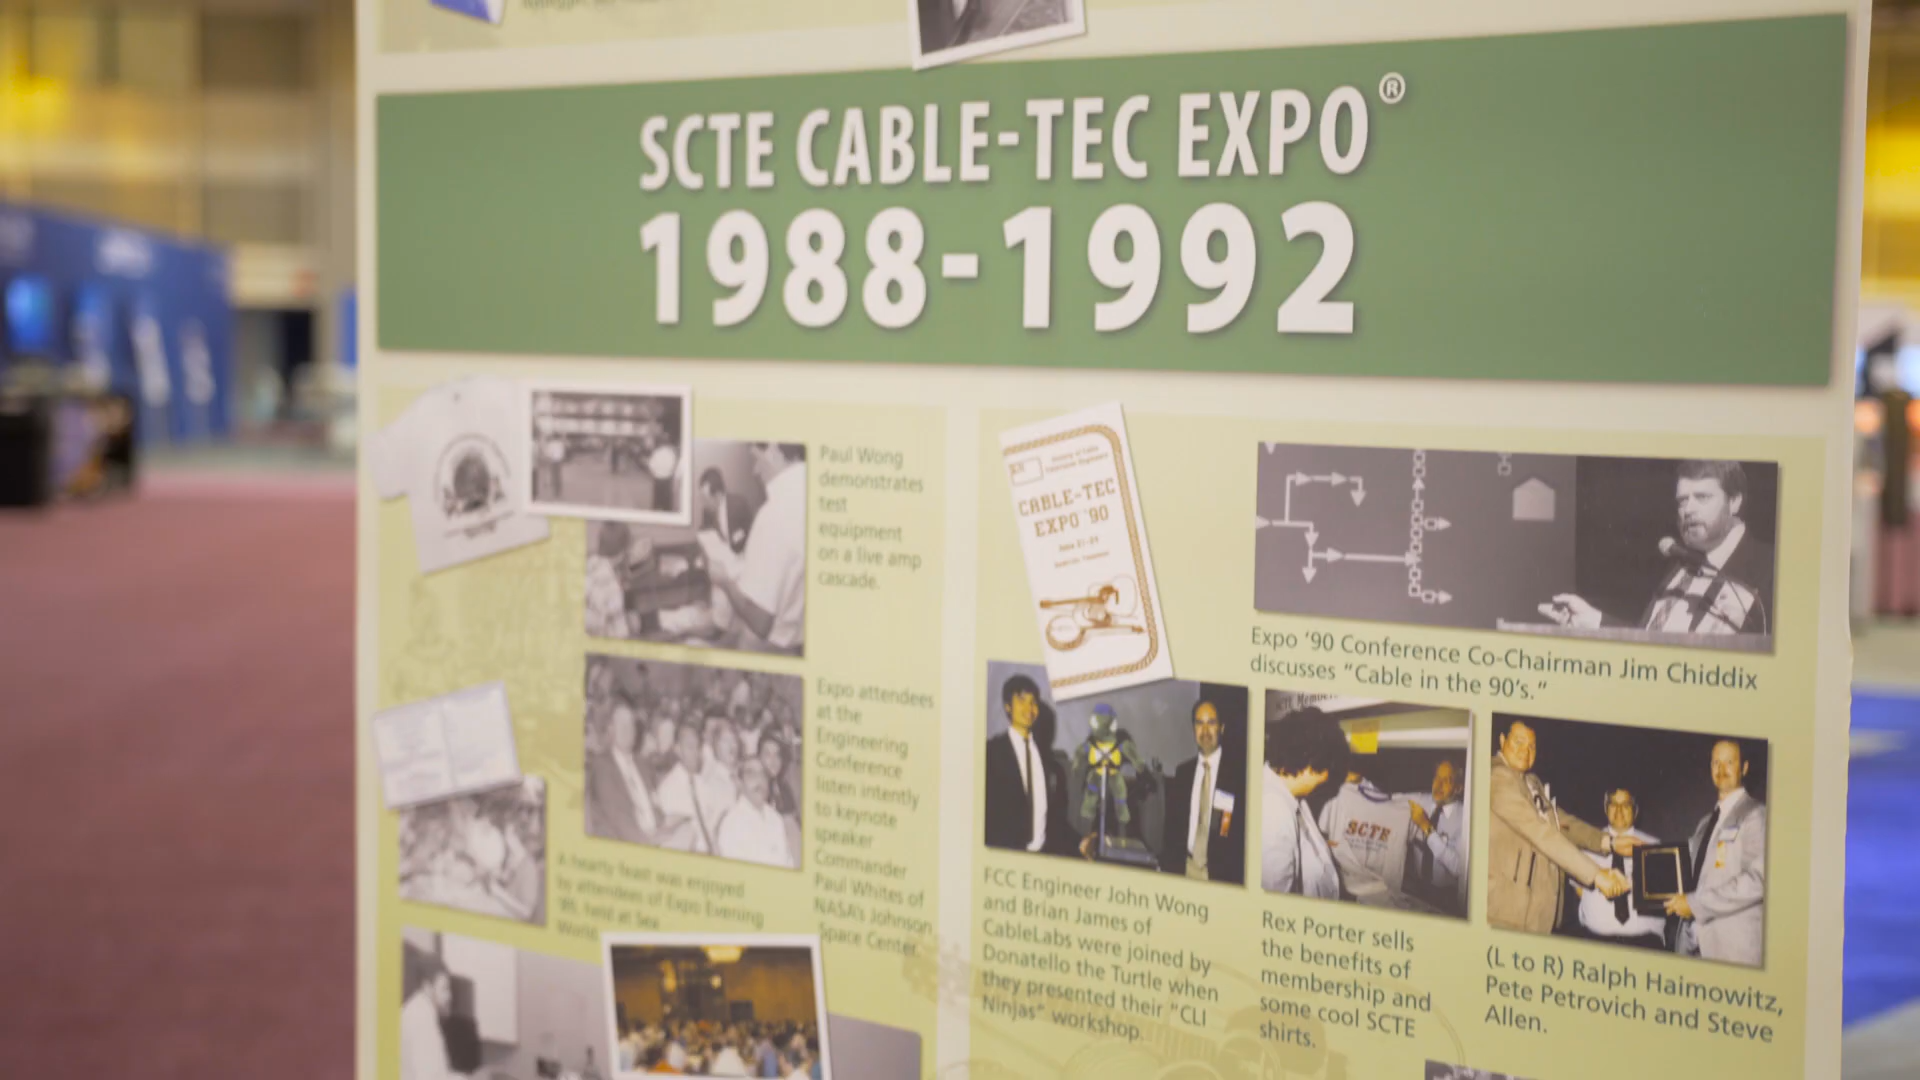 SCTE CABLE-TEC EXPO®
1988-1992
Paul Wong
demonstrates
test
equipment
on a live amp
cascade.
Expo attendees
at the
Engineering
Conference
listen intently
to keynote
speaker
Commander
Paul Whites of
NASA's Johnson
Space Center.
A hearty feast was enjoyed
by attendees of Expo Evening
'89, held at Sea
World.
CABLE-TEC
EXPO '90
Expo '90 Conference Co-Chairman Jim Chiddix
discusses "Cable in the 90's."
SCTE
FCC Engineer John Wong
and Brian James of
CableLabs were joined by
Donatello the Turtle when
they presented their "CLI
Ninjas" workshop.
Rex Porter sells
the benefits of
membership and
some cool SCTE
shirts.
(L to R) Ralph Haimowitz,
Pete Petrovich and Steve
Allen.